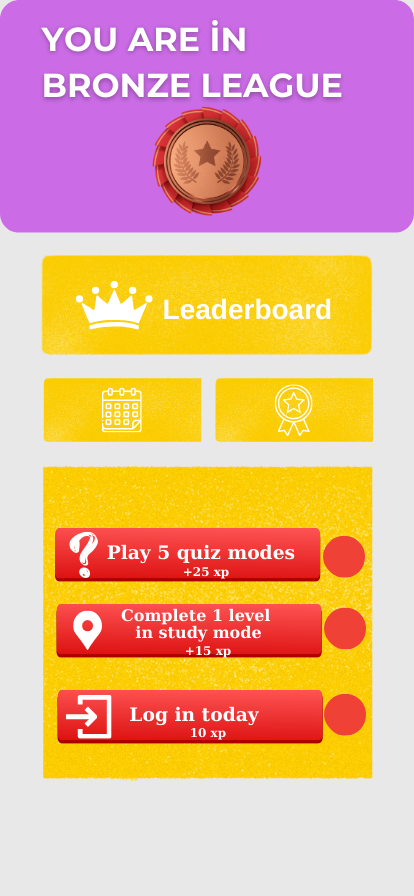 YOU ARE İN
BRONZE LEAGUE
Leaderboard
Play 5 quiz modes
+25 xp
Complete 1 level
in study mode
+15 xp
Log in today
10 xp